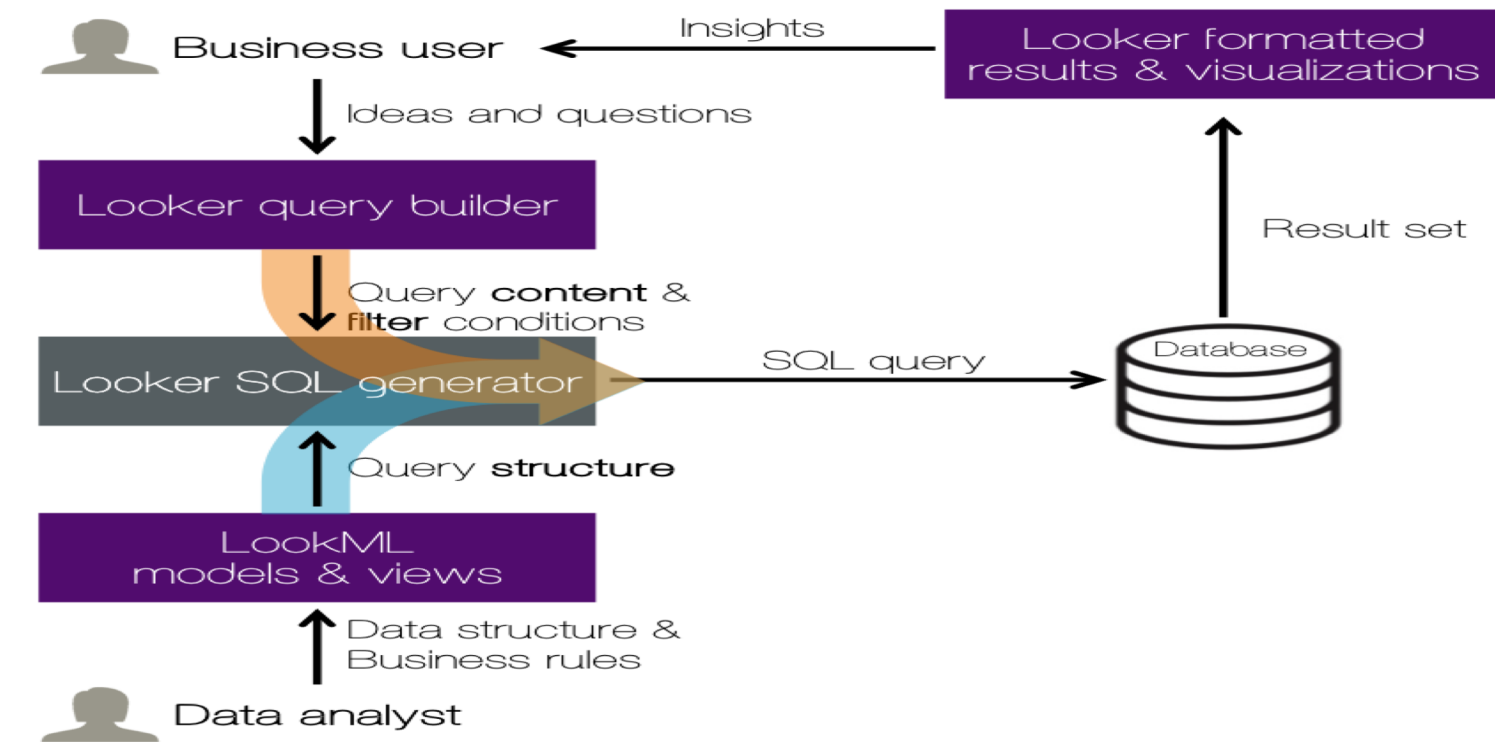 Business user
Insights
Looker formatted
results & visualizations
Ideas and questions
Looker query builder
Result set
Query content &
filter conditions
Database
Looker SQL generator
SQL query
Query structure
LookML
models & views
Data structure &
Business rules
Data analyst